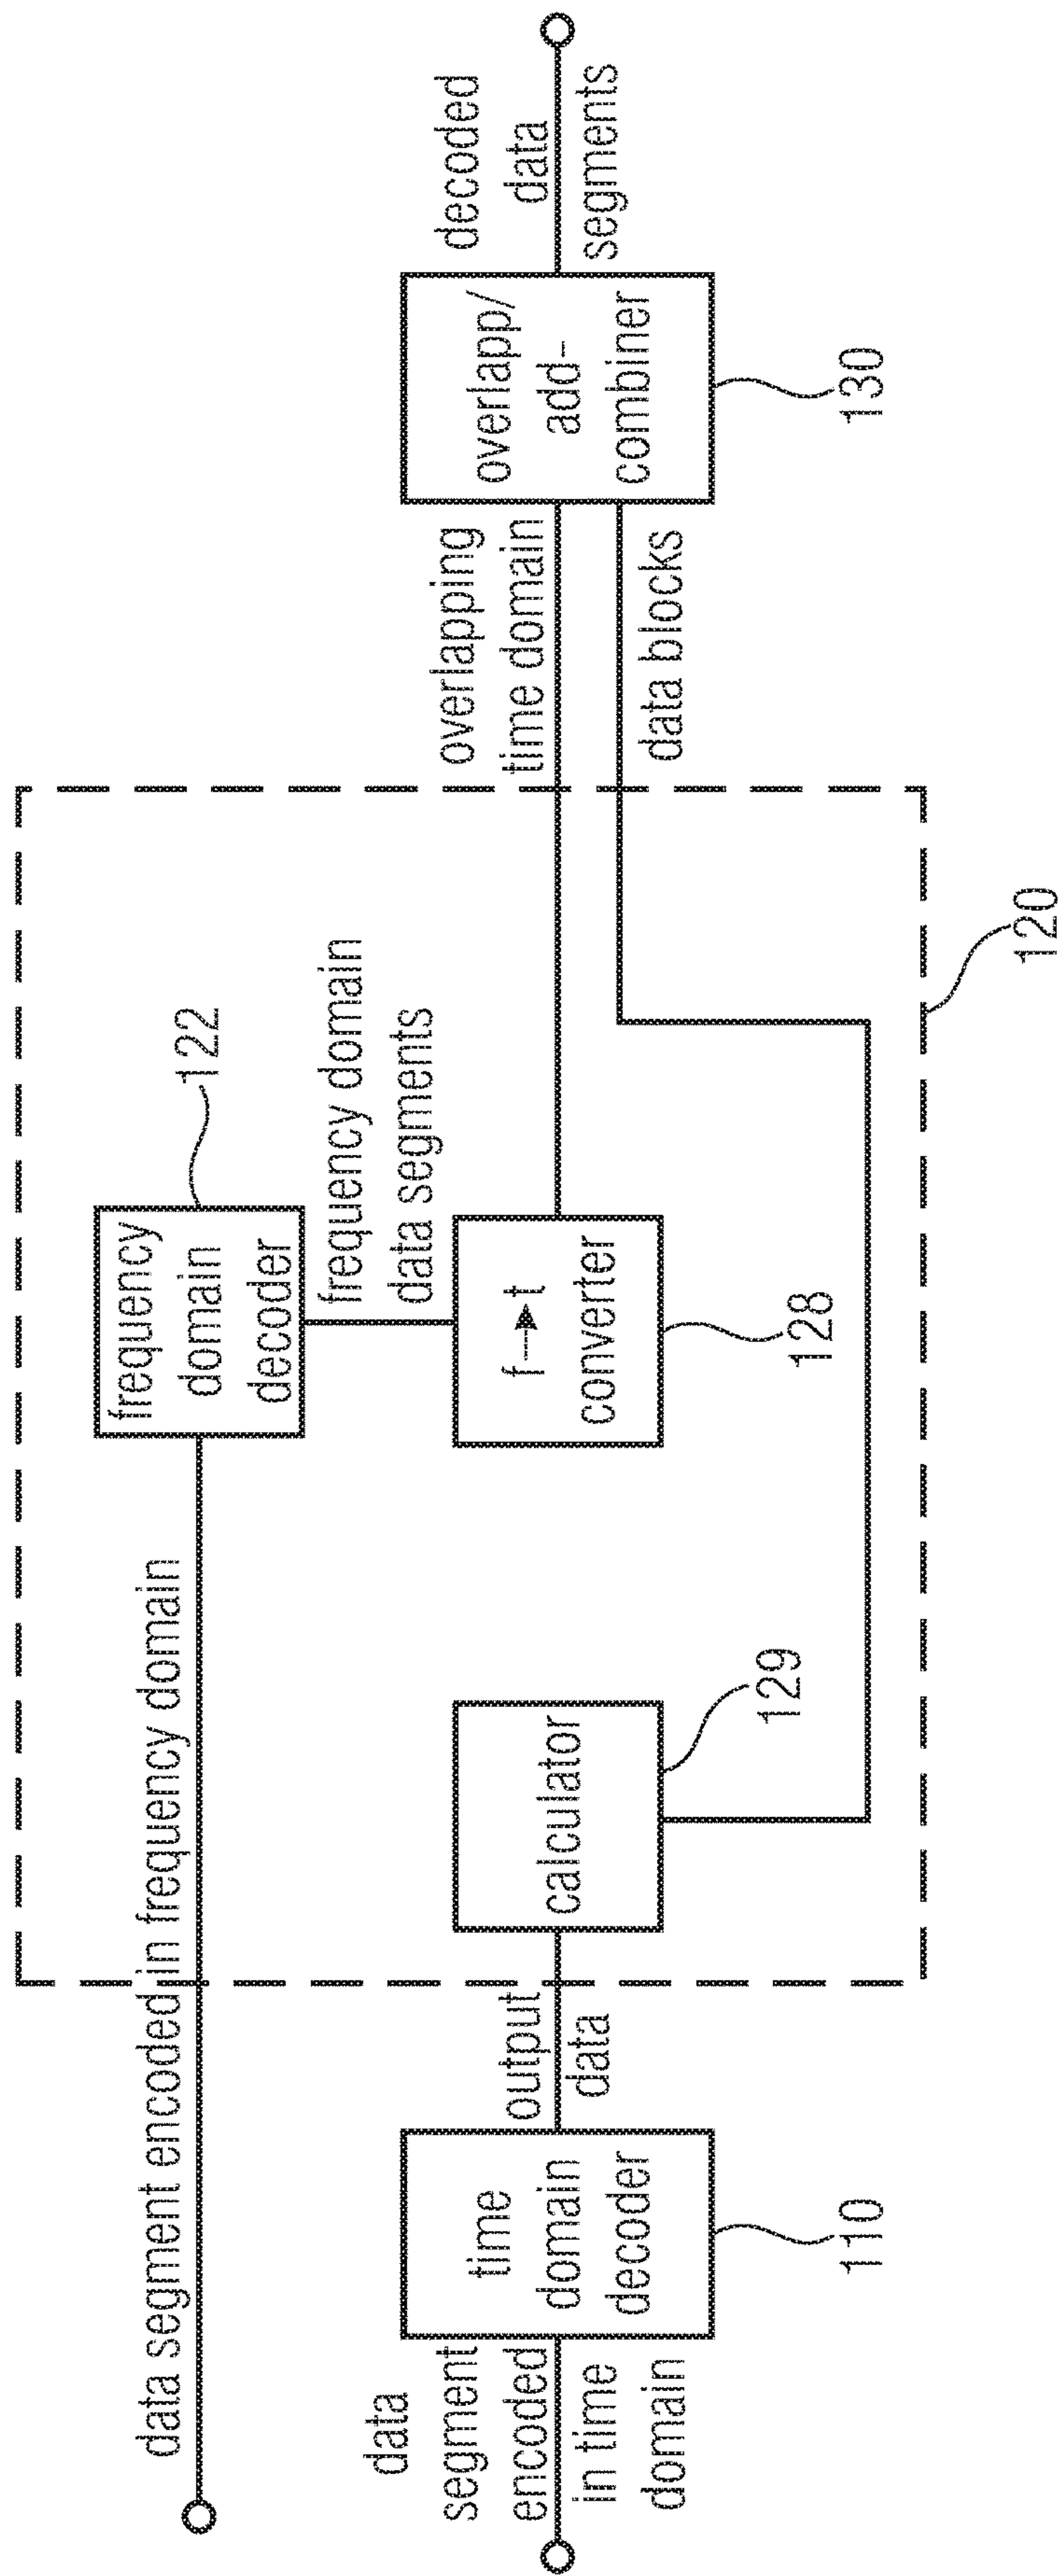 data segment encoded in frequency domain
frequency
domain
decoder
122
frequency domain
data segments
f→t
converter
128
data
segment
encoded
in time
domain
time
domain
decoder
110
output
data
calculator
129
overlapping
time domain
data blocks
120
overlapp/
add-
combiner
130
decoded
data
segments